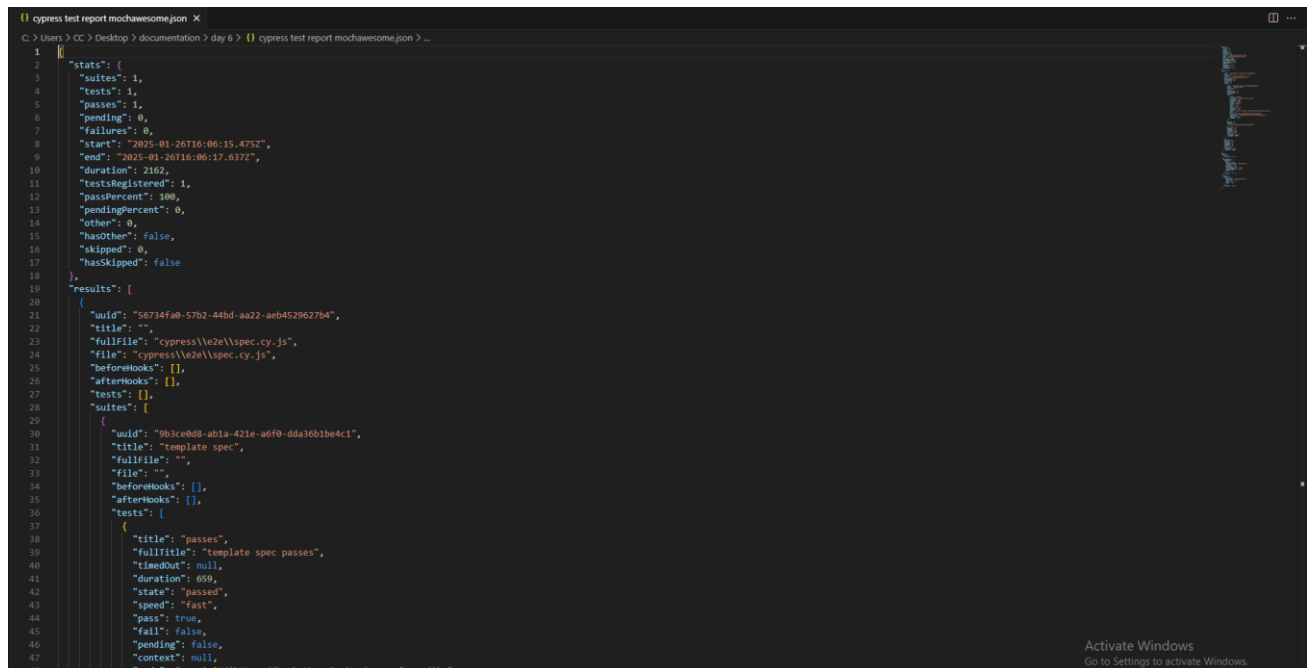 {} cypress test report mochawesome.json ×
C: > Users > CC > Desktop > documentation > day 6 > {} cypress test report mochawesome.json > ...
1 {
2 "stats": {
3 "suites": 1,
4 "tests": 1,
5 "passes": 1,
6 "pending": 0,
7 "failures": 0,
8 "start": "2025-01-26T16:06:15.475Z",
9 "end": "2025-01-26T16:06:17.637Z",
10 "duration": 2162,
11 "testsRegistered": 1,
12 "passPercent": 100,
13 "pendingPercent": 0,
14 "other": 0,
15 "hasOther": false,
16 "skipped": 0,
17 "hasSkipped": false
18 },
19 "results": [
20 {
21 "uuid": "56734fa0-57b2-44bd-aa22-aeb4529627b4",
22 "title": "",
23 "fullFile": "cypress\\e2e\\spec.cy.js",
24 "file": "cypress\\e2e\\spec.cy.js",
25 "beforeHooks": [],
26 "afterHooks": [],
27 "tests": [],
28 "suites": [
29 {
30 "uuid": "9b3ce0d8-ab1a-421e-a6f0-dda36b1be4c1",
31 "title": "template spec",
32 "fullFile": "",
33 "file": "",
34 "beforeHooks": [],
35 "afterHooks": [],
36 "tests": [
37 {
38 "title": "passes",
39 "fullTitle": "template spec passes",
40 "timedOut": null,
41 "duration": 659,
42 "state": "passed",
43 "speed": "fast",
44 "pass": true,
45 "fail": false,
46 "pending": false,
47 "context": null,
Activate Windows
Go to Settings to activate Windows.